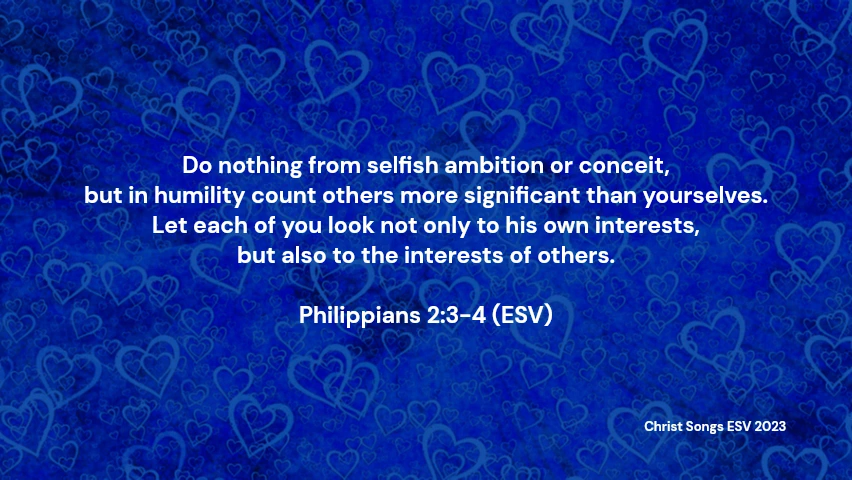 Do nothing from selfish ambition or conceit,
but in humility count others more significant than yourselves.
Let each of you look not only to his own interests,
but also to the interests of others.
Philippians 2:3-4 (ESV)
Christ Songs ESV 2023